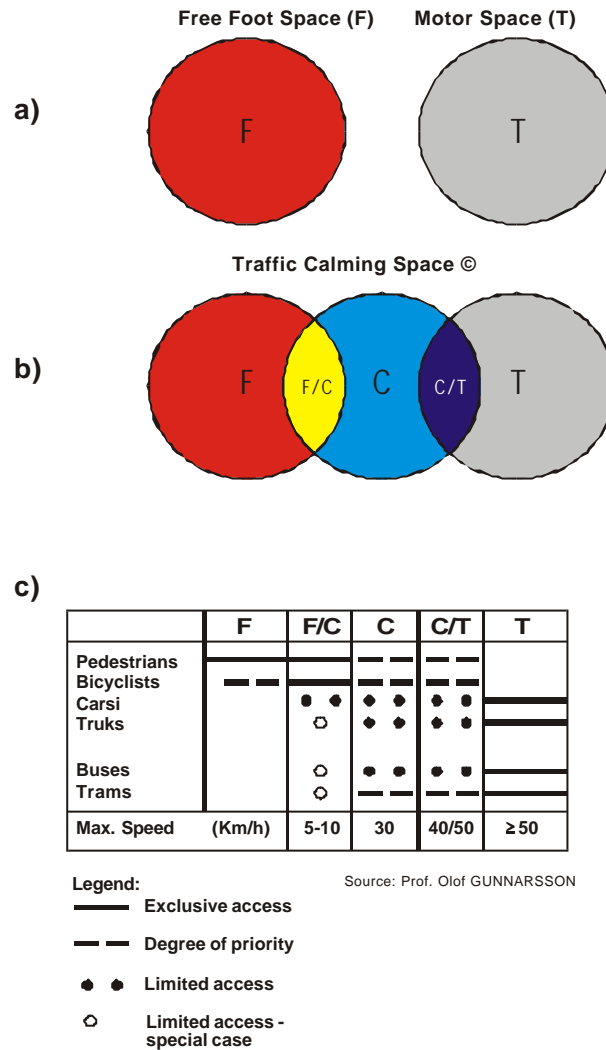 Free Foot Space (F) Motor Space (T)
a)
F T
Traffic Calming Space ©
b)
F F/C C C/T T
c)
F F/C C C/T T
Pedestrians
Bicyclists
Carsi
Truks
Buses
Trams
Max. Speed (Km/h) 5-10 30 40/50 ≥ 50
Legend: Source: Prof. Olof GUNNARSSON
Exclusive access
Degree of priority
Limited access
Limited access -
special case